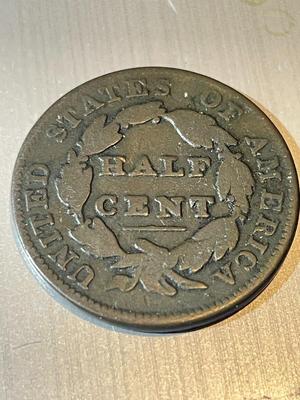 UNITED STATES OF AMERICA
HALF
CENT